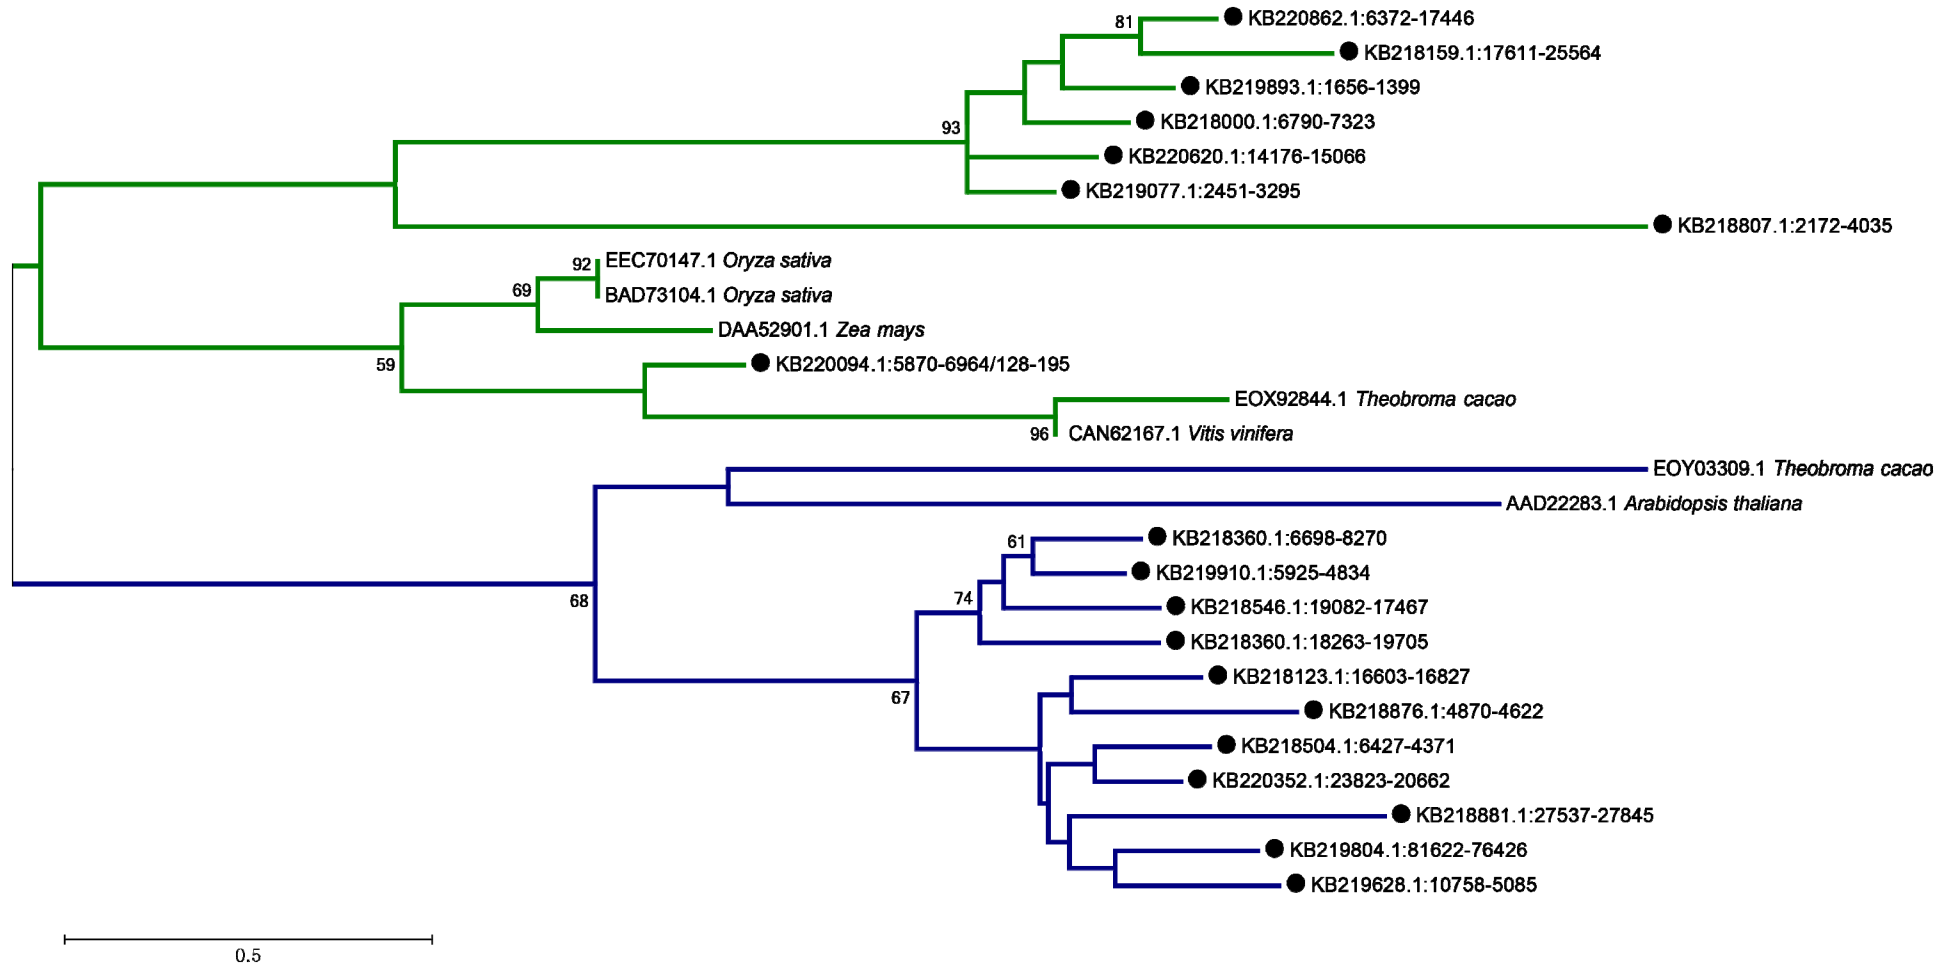 81
KB220862.1:6372-17446
KB218159.1:17611-25564
KB219893.1:1656-1399
93
KB218000.1:6790-7323
KB220620.1:14176-15066
KB219077.1:2451-3295
KB218807.1:2172-4035
92
EEC70147.1 Oryza sativa
69
BAD73104.1 Oryza sativa
DAA52901.1 Zea mays
59
KB220094.1:5870-6964/128-195
EOX92844.1 Theobroma cacao
96
CAN62167.1 Vitis vinifera
EOY03309.1 Theobroma cacao
AAD22283.1 Arabidopsis thaliana
61
KB218360.1:6698-8270
KB219910.1:5925-4834
68
74
KB218546.1:19082-17467
KB218360.1:18263-19705
KB218123.1:16603-16827
67
KB218876.1:4870-4622
KB218504.1:6427-4371
KB220352.1:23823-20662
KB218881.1:27537-27845
KB219804.1:81622-76426
KB219628.1:10758-5085
0.5